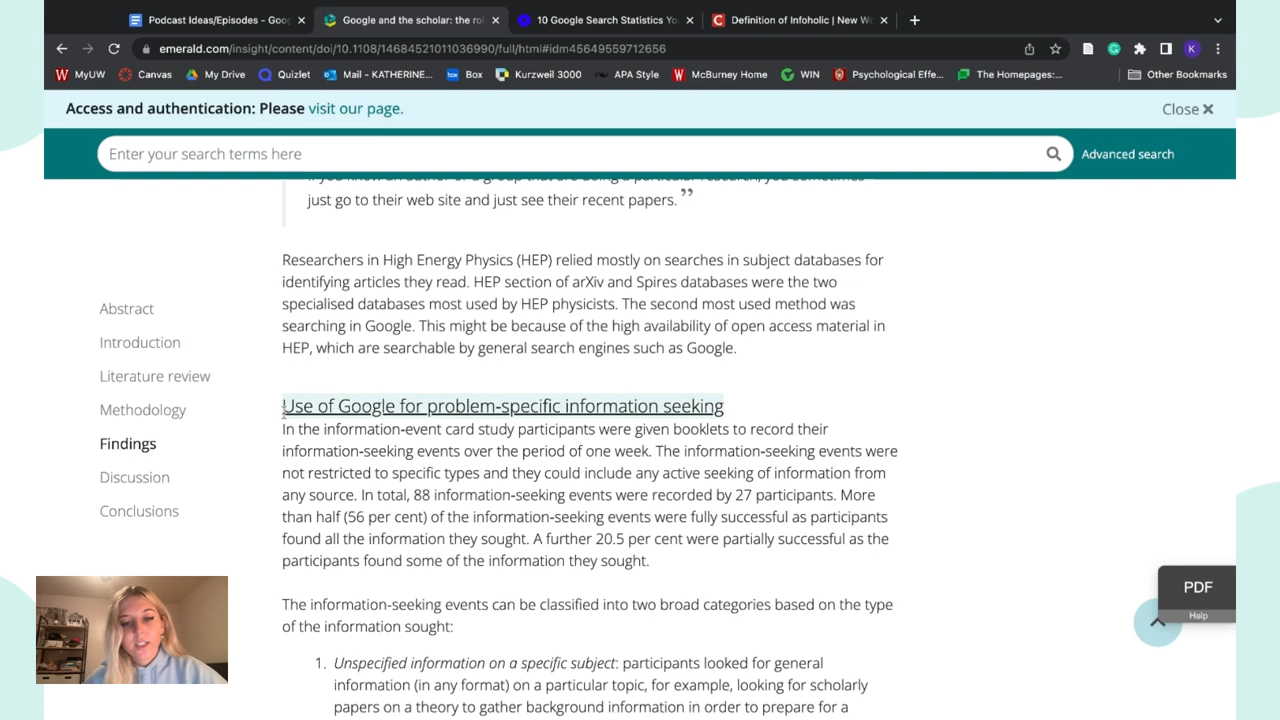 Podcast Ideas/Episodes - Goog
Google and the scholar: the rol
10 Google Search Statistics Yo
Definition of Infoholic | New Wo
emerald.com/insight/content/doi/10.1108/14684521011036990/full/html#idm45649559712656
K
MyUW
Canvas
My Drive
Quizlet
Mail - KATHERINE...
Box
Kurzweil 3000
APA Style
McBurney Home
WIN
Psychological Effe...
The Homepages:...
Other Bookmarks
Access and authentication: Please visit our page.
Close
Enter your search terms here
Advanced search
If you know an author or a group that are doing a particular research, you sometimes
just go to their web site and just see their recent papers.”
Researchers in High Energy Physics (HEP) relied mostly on searches in subject databases for
identifying articles they read. HEP section of arXiv and Spires databases were the two
specialised databases most used by HEP physicists. The second most used method was
searching in Google. This might be because of the high availability of open access material in
HEP, which are searchable by general search engines such as Google.
Abstract
Introduction
Literature review
Methodology
Findings
Discussion
Conclusions
Use of Google for problem-specific information seeking
In the information-event card study participants were given booklets to record their
information-seeking events over the period of one week. The information-seeking events were
not restricted to specific types and they could include any active seeking of information from
any source. In total, 88 information-seeking events were recorded by 27 participants. More
than half (56 per cent) of the information-seeking events were fully successful as participants
found all the information they sought. A further 20.5 per cent were partially successful as the
participants found some of the information they sought.
The information-seeking events can be classified into two broad categories based on the type
of the information sought:
1. Unspecified information on a specific subject: participants looked for general
information (in any format) on a particular topic, for example, looking for scholarly
papers on a theory to gather background information in order to prepare for a
PDF
Help